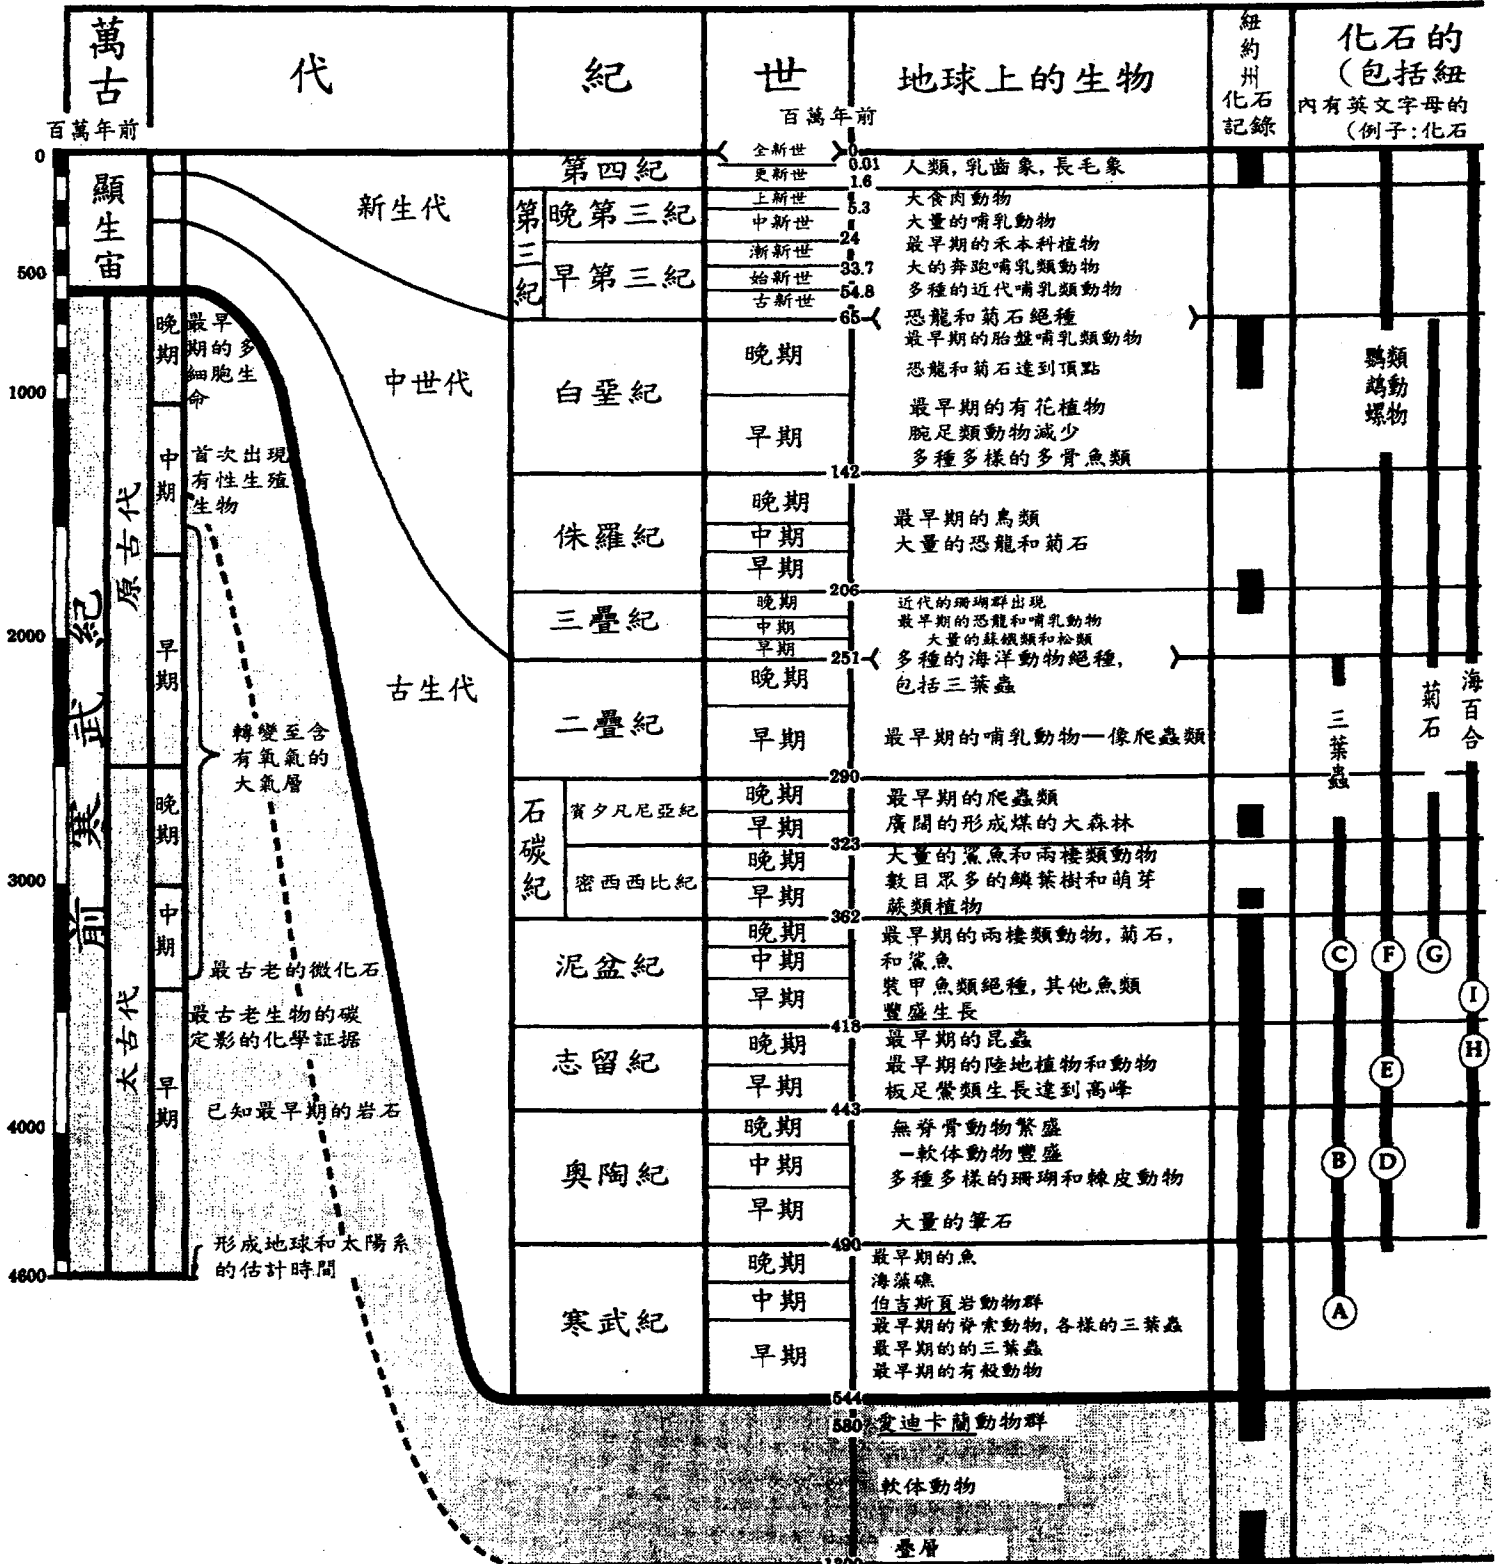 萬古
代
紀
世
地球上的生物
紐約州
化石
記錄
化石的
(包括紐
內有英文字母的
(例子:化石
百萬年前
百萬年前
0
500
1000
2000
3000
4000
4600
顯生宙
前寒武紀
原古代
太古代
晚期
中期
早期
晚期
中期
早期
最早
期的多
細胞生
命
首次出現
有性生殖
生物
轉變至含
有氧氣的
大氣層
最古老的微化石
最古老生物的碳
定影的化學証据
已知最早期的岩石
形成地球和太陽系
的估計時間
新生代
中世代
古生代
第四紀
全新世
0
0.01
更新世
1.6
人類,乳齒象,長毛象
第三紀
晚第三紀
上新世
5.3
大食肉動物
中新世
24
大量的哺乳動物
早第三紀
漸新世
33.7
最早期的禾本科植物
始新世
54.8
大的奔跑哺乳類動物
古新世
65
多種的近代哺乳類動物
恐龍和菊石絕種
白堊紀
晚期
最早期的胎盤哺乳類動物
恐龍和菊石達到頂點
早期
最早期的有花植物
腕足類動物減少
多種多樣的多骨魚類
142
侏羅紀
晚期
中期
早期
最早期的鳥類
大量的恐龍和菊石
206
三疊紀
晚期
中期
早期
近代的珊瑚群出現
最早期的恐龍和哺乳動物
大量的蘇鐵類和松類
251
多種的海洋動物絕種,
包括三葉蟲
二疊紀
晚期
早期
最早期的哺乳動物—像爬蟲類
290
石碳紀
賓夕凡尼亞紀
晚期
早期
最早期的爬蟲類
廣闊的形成煤的大森林
323
密西西比紀
晚期
早期
大量的鯊魚和兩棲類動物
數目眾多的鱗葉樹和萌芽
蕨類植物
362
泥盆紀
晚期
中期
早期
最早期的兩棲類動物,菊石,
和鯊魚
裝甲魚類絕種,其他魚類
豐盛生長
418
志留紀
晚期
早期
最早期的昆蟲
最早期的陸地植物和動物
板足鱟類生長達到高峰
443
奧陶紀
晚期
中期
早期
無脊骨動物繁盛
—軟体動物豐盛
多種多樣的珊瑚和棘皮動物
大量的筆石
490
寒武紀
晚期
中期
早期
最早期的魚
海藻礁
伯吉斯頁岩動物群
最早期的脊索動物,各樣的三葉蟲
最早期的的三葉蟲
最早期的有殼動物
544
580
愛迪卡蘭動物群
軟体動物
疊層
1300
三葉蟲
鸚鵡螺
類動物
菊石
海百合
C
F
G
I
H
E
B
D
A